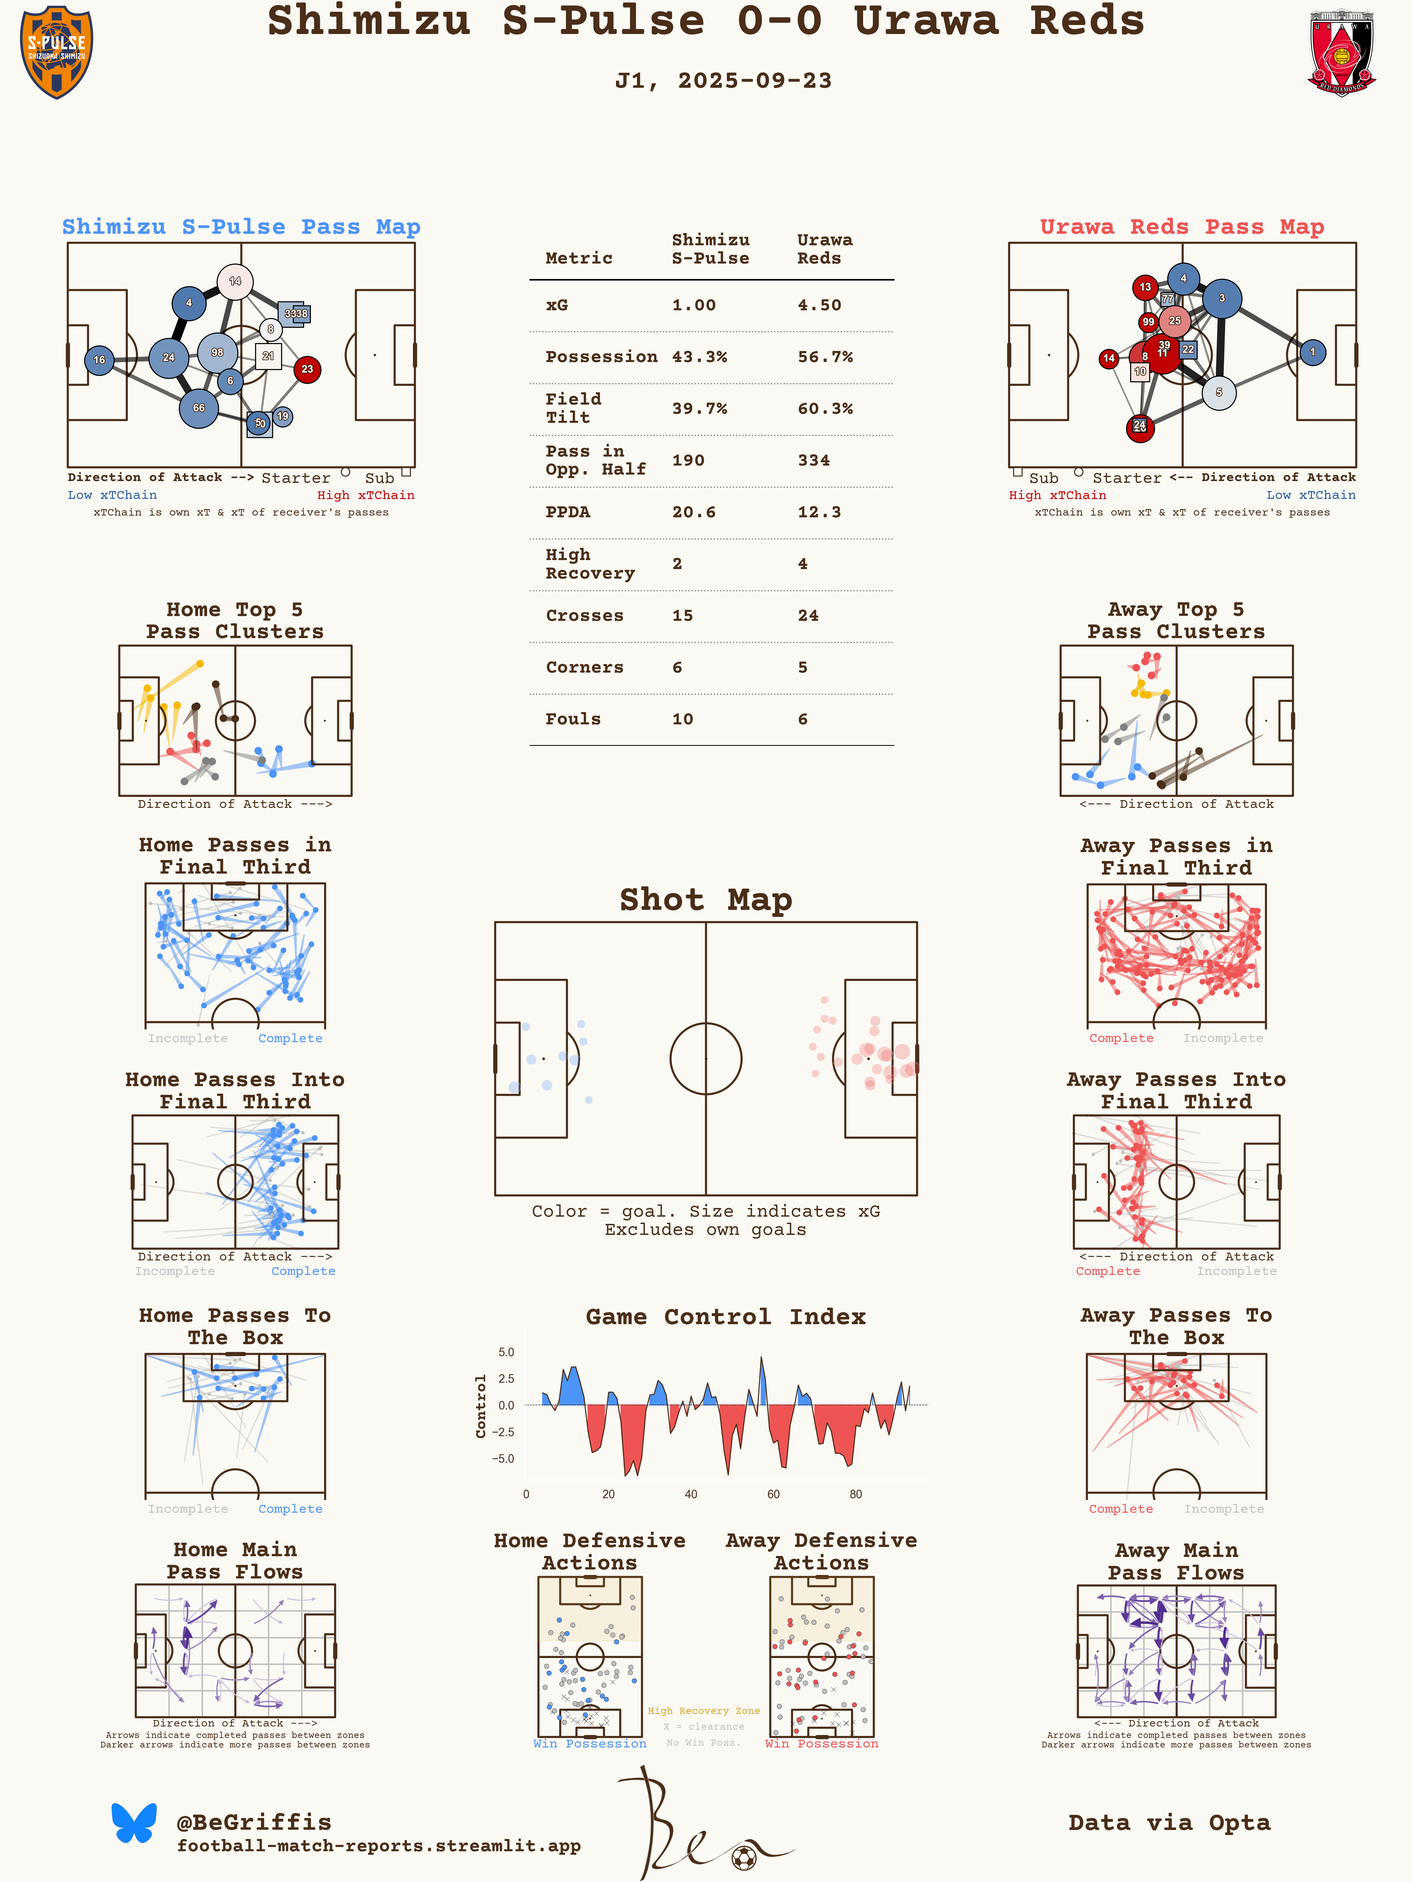 Shimizu S-Pulse 0-0 Urawa Reds
J1, 2025-09-23
S-PULSE
SHIZUOKA SHIMIZU
URAWA
RED DIAMONDS
Shimizu S-Pulse Pass Map
14
4
33
38
8
98
24
21
16
23
6
66
19
Direction of Attack --> Starter Sub
Low xTChain High xTChain
xTChain is own xT & xT of receiver's passes
Metric Shimizu S-Pulse Urawa Reds
xG 1.00 4.50
Possession 43.3% 56.7%
Field Tilt 39.7% 60.3%
Pass in Opp. Half 190 334
PPDA 20.6 12.3
High Recovery 2 4
Crosses 15 24
Corners 6 5
Fouls 10 6
Urawa Reds Pass Map
4
13
77
3
99
25
39
22
1
14
8
11
10
5
24
Sub Starter <-- Direction of Attack
High xTChain Low xTChain
xTChain is own xT & xT of receiver's passes
Home Top 5
Pass Clusters
Direction of Attack --->
Away Top 5
Pass Clusters
<--- Direction of Attack
Home Passes in
Final Third
Incomplete Complete
Shot Map
Color = goal. Size indicates xG
Excludes own goals
Away Passes in
Final Third
Complete Incomplete
Home Passes Into
Final Third
Direction of Attack --->
Incomplete Complete
Away Passes Into
Final Third
<--- Direction of Attack
Complete Incomplete
Home Passes To
The Box
Incomplete Complete
Game Control Index
Control
5.0
2.5
0.0
−2.5
−5.0
0 20 40 60 80
Away Passes To
The Box
Complete Incomplete
Home Main
Pass Flows
Direction of Attack --->
Arrows indicate completed passes between zones
Darker arrows indicate more passes between zones
Home Defensive
Actions
Win Possession
High Recovery Zone
X = clearance
No Win Poss.
Away Defensive
Actions
Win Possession
Away Main
Pass Flows
<--- Direction of Attack
Arrows indicate completed passes between zones
Darker arrows indicate more passes between zones
@BeGriffis
football-match-reports.streamlit.app
Ben
Data via Opta